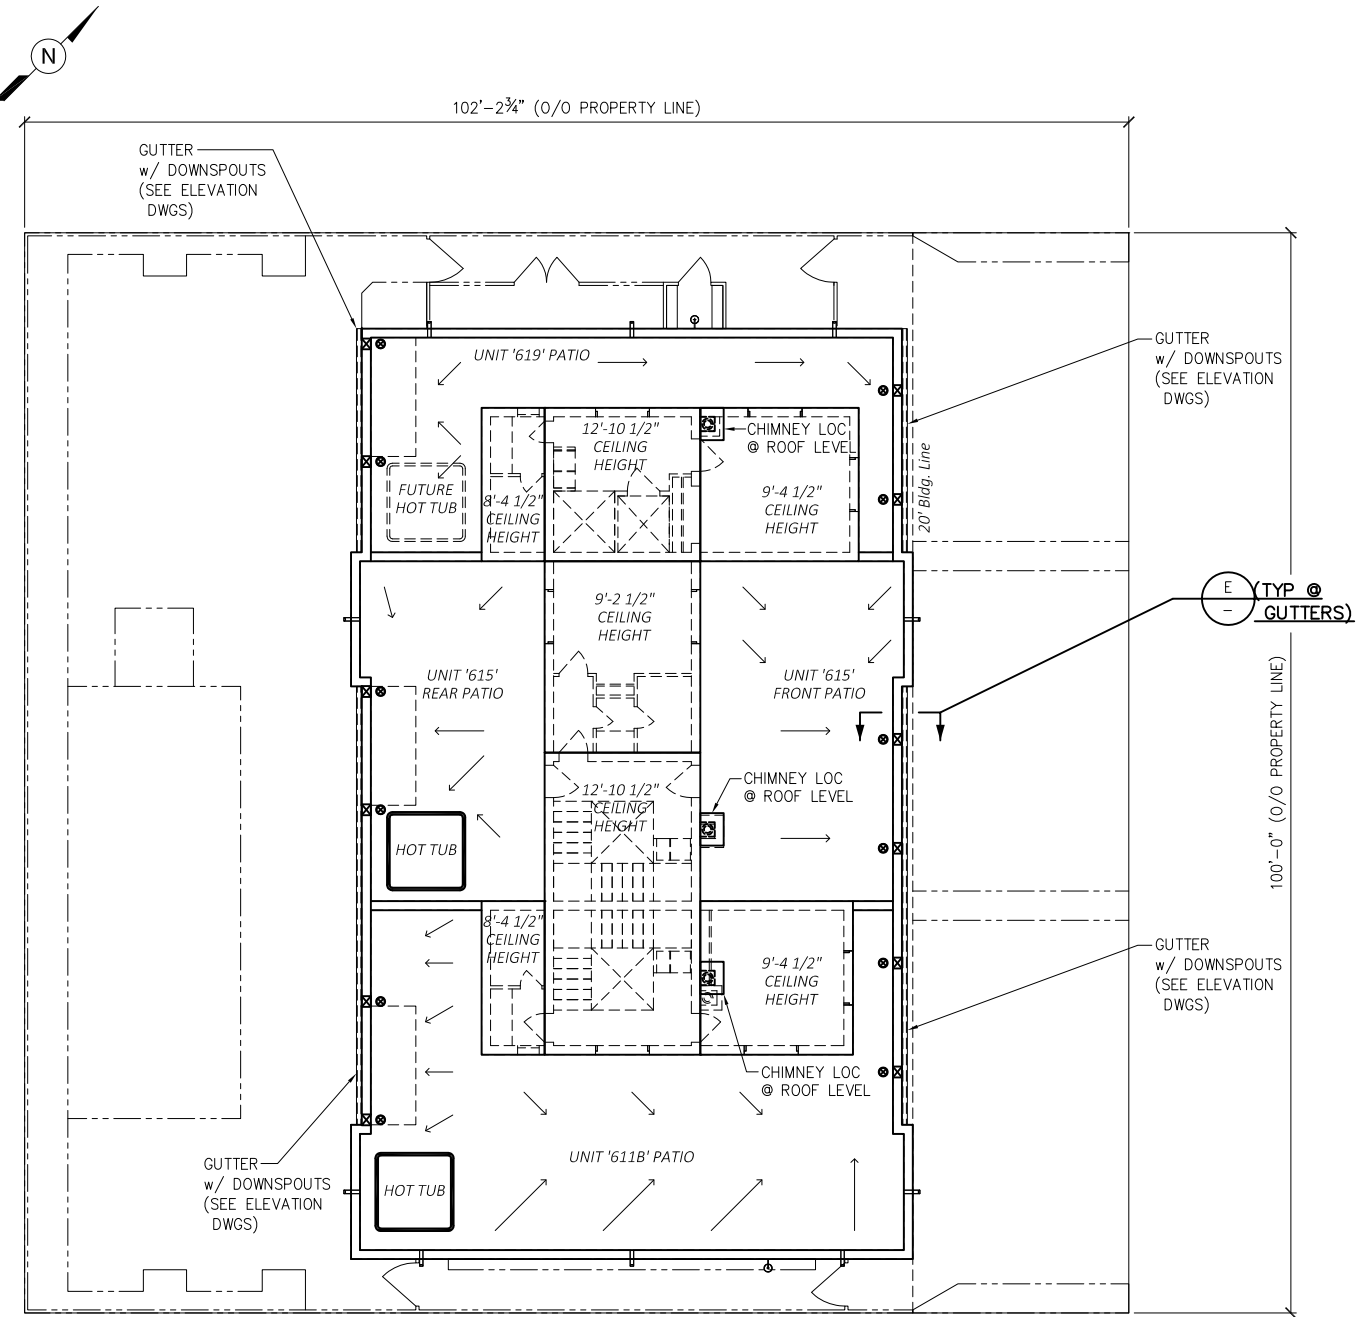 N
102'-2¾" (O/O PROPERTY LINE)
GUTTER
w/ DOWNSPOUTS
(SEE ELEVATION
DWGS)
UNIT '619' PATIO
GUTTER
w/ DOWNSPOUTS
(SEE ELEVATION
DWGS)
12'-10 1/2"
CEILING
HEIGHT
CHIMNEY LOC
@ ROOF LEVEL
20' Bldg. Line
FUTURE
HOT TUB
8'-4 1/2"
CEILING
HEIGHT
9'-4 1/2"
CEILING
HEIGHT
E
-
(TYP @
GUTTERS)
9'-2 1/2"
CEILING
HEIGHT
UNIT '615'
REAR PATIO
UNIT '615'
FRONT PATIO
100'-0" (O/O PROPERTY LINE)
CHIMNEY LOC
@ ROOF LEVEL
12'-10 1/2"
CEILING
HEIGHT
HOT TUB
8'-4 1/2"
CEILING
HEIGHT
9'-4 1/2"
CEILING
HEIGHT
GUTTER
w/ DOWNSPOUTS
(SEE ELEVATION
DWGS)
CHIMNEY LOC
@ ROOF LEVEL
UNIT '611B' PATIO
GUTTER
w/ DOWNSPOUTS
(SEE ELEVATION
DWGS)
HOT TUB